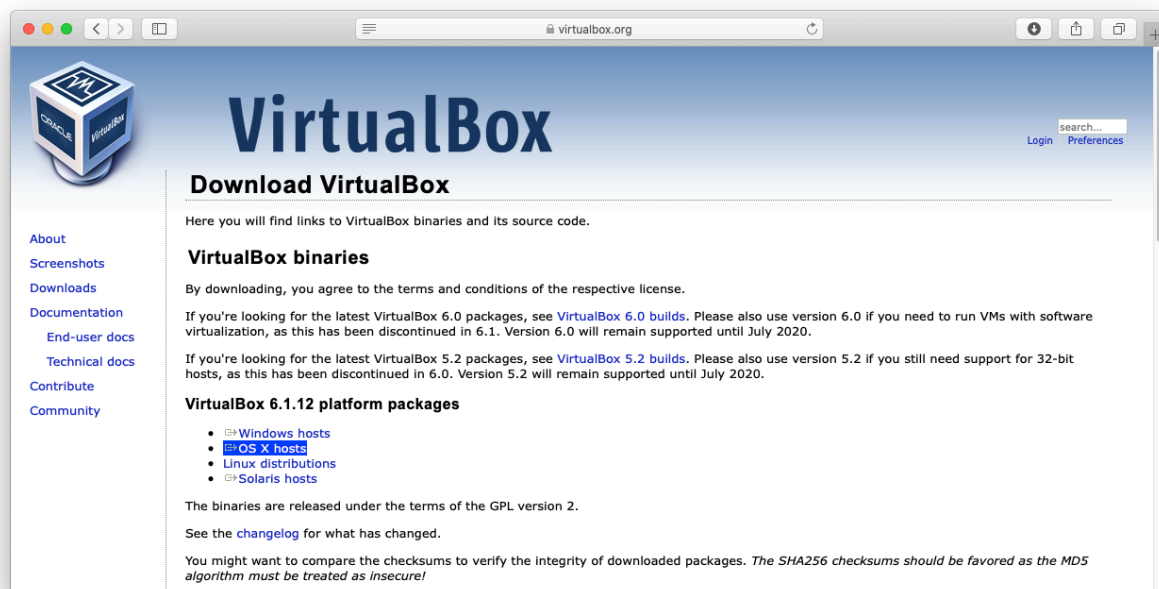 virtualbox.org
ORACLE
VirtualBox
VirtualBox
search...
Login Preferences
Download VirtualBox
Here you will find links to VirtualBox binaries and its source code.
About
Screenshots
Downloads
Documentation
End-user docs
Technical docs
Contribute
Community
VirtualBox binaries
By downloading, you agree to the terms and conditions of the respective license.
If you're looking for the latest VirtualBox 6.0 packages, see VirtualBox 6.0 builds. Please also use version 6.0 if you need to run VMs with software
virtualization, as this has been discontinued in 6.1. Version 6.0 will remain supported until July 2020.
If you're looking for the latest VirtualBox 5.2 packages, see VirtualBox 5.2 builds. Please also use version 5.2 if you still need support for 32-bit
hosts, as this has been discontinued in 6.0. Version 5.2 will remain supported until July 2020.
VirtualBox 6.1.12 platform packages
Windows hosts
OS X hosts
Linux distributions
Solaris hosts
The binaries are released under the terms of the GPL version 2.
See the changelog for what has changed.
You might want to compare the checksums to verify the integrity of downloaded packages. The SHA256 checksums should be favored as the MD5
algorithm must be treated as insecure!